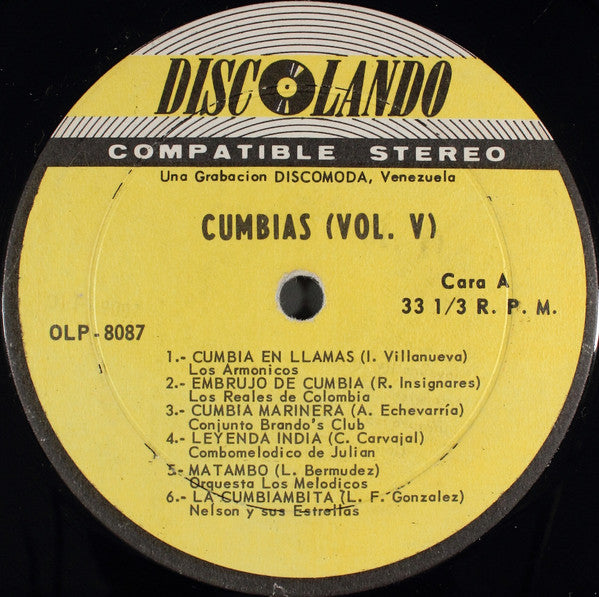 DISCOLANDO
COMPATIBLE STEREO
Una Grabacion DISCOMODA, Venezuela
CUMBIAS (VOL. V)
Cara A
33 1/3 R. P. M.
OLP-8087
1.- CUMBIA EN LLAMAS (I. Villanueva)
Los Armonicos
2.- EMBRUJO DE CUMBIA (R. Insignares)
Los Reales de Colombia
3.- CUMBIA MARINERA (A. Echevarría)
Conjunto Brando's Club
4.- LEYENDA INDIA (C. Carvajal)
Combomelodico de Julian
5.- MATAMBO (L. Bermudez)
Orquesta Los Melodicos
6.- LA CUMBIAMBITA (L. F. Gonzalez)
Nelson y sus Estrellas